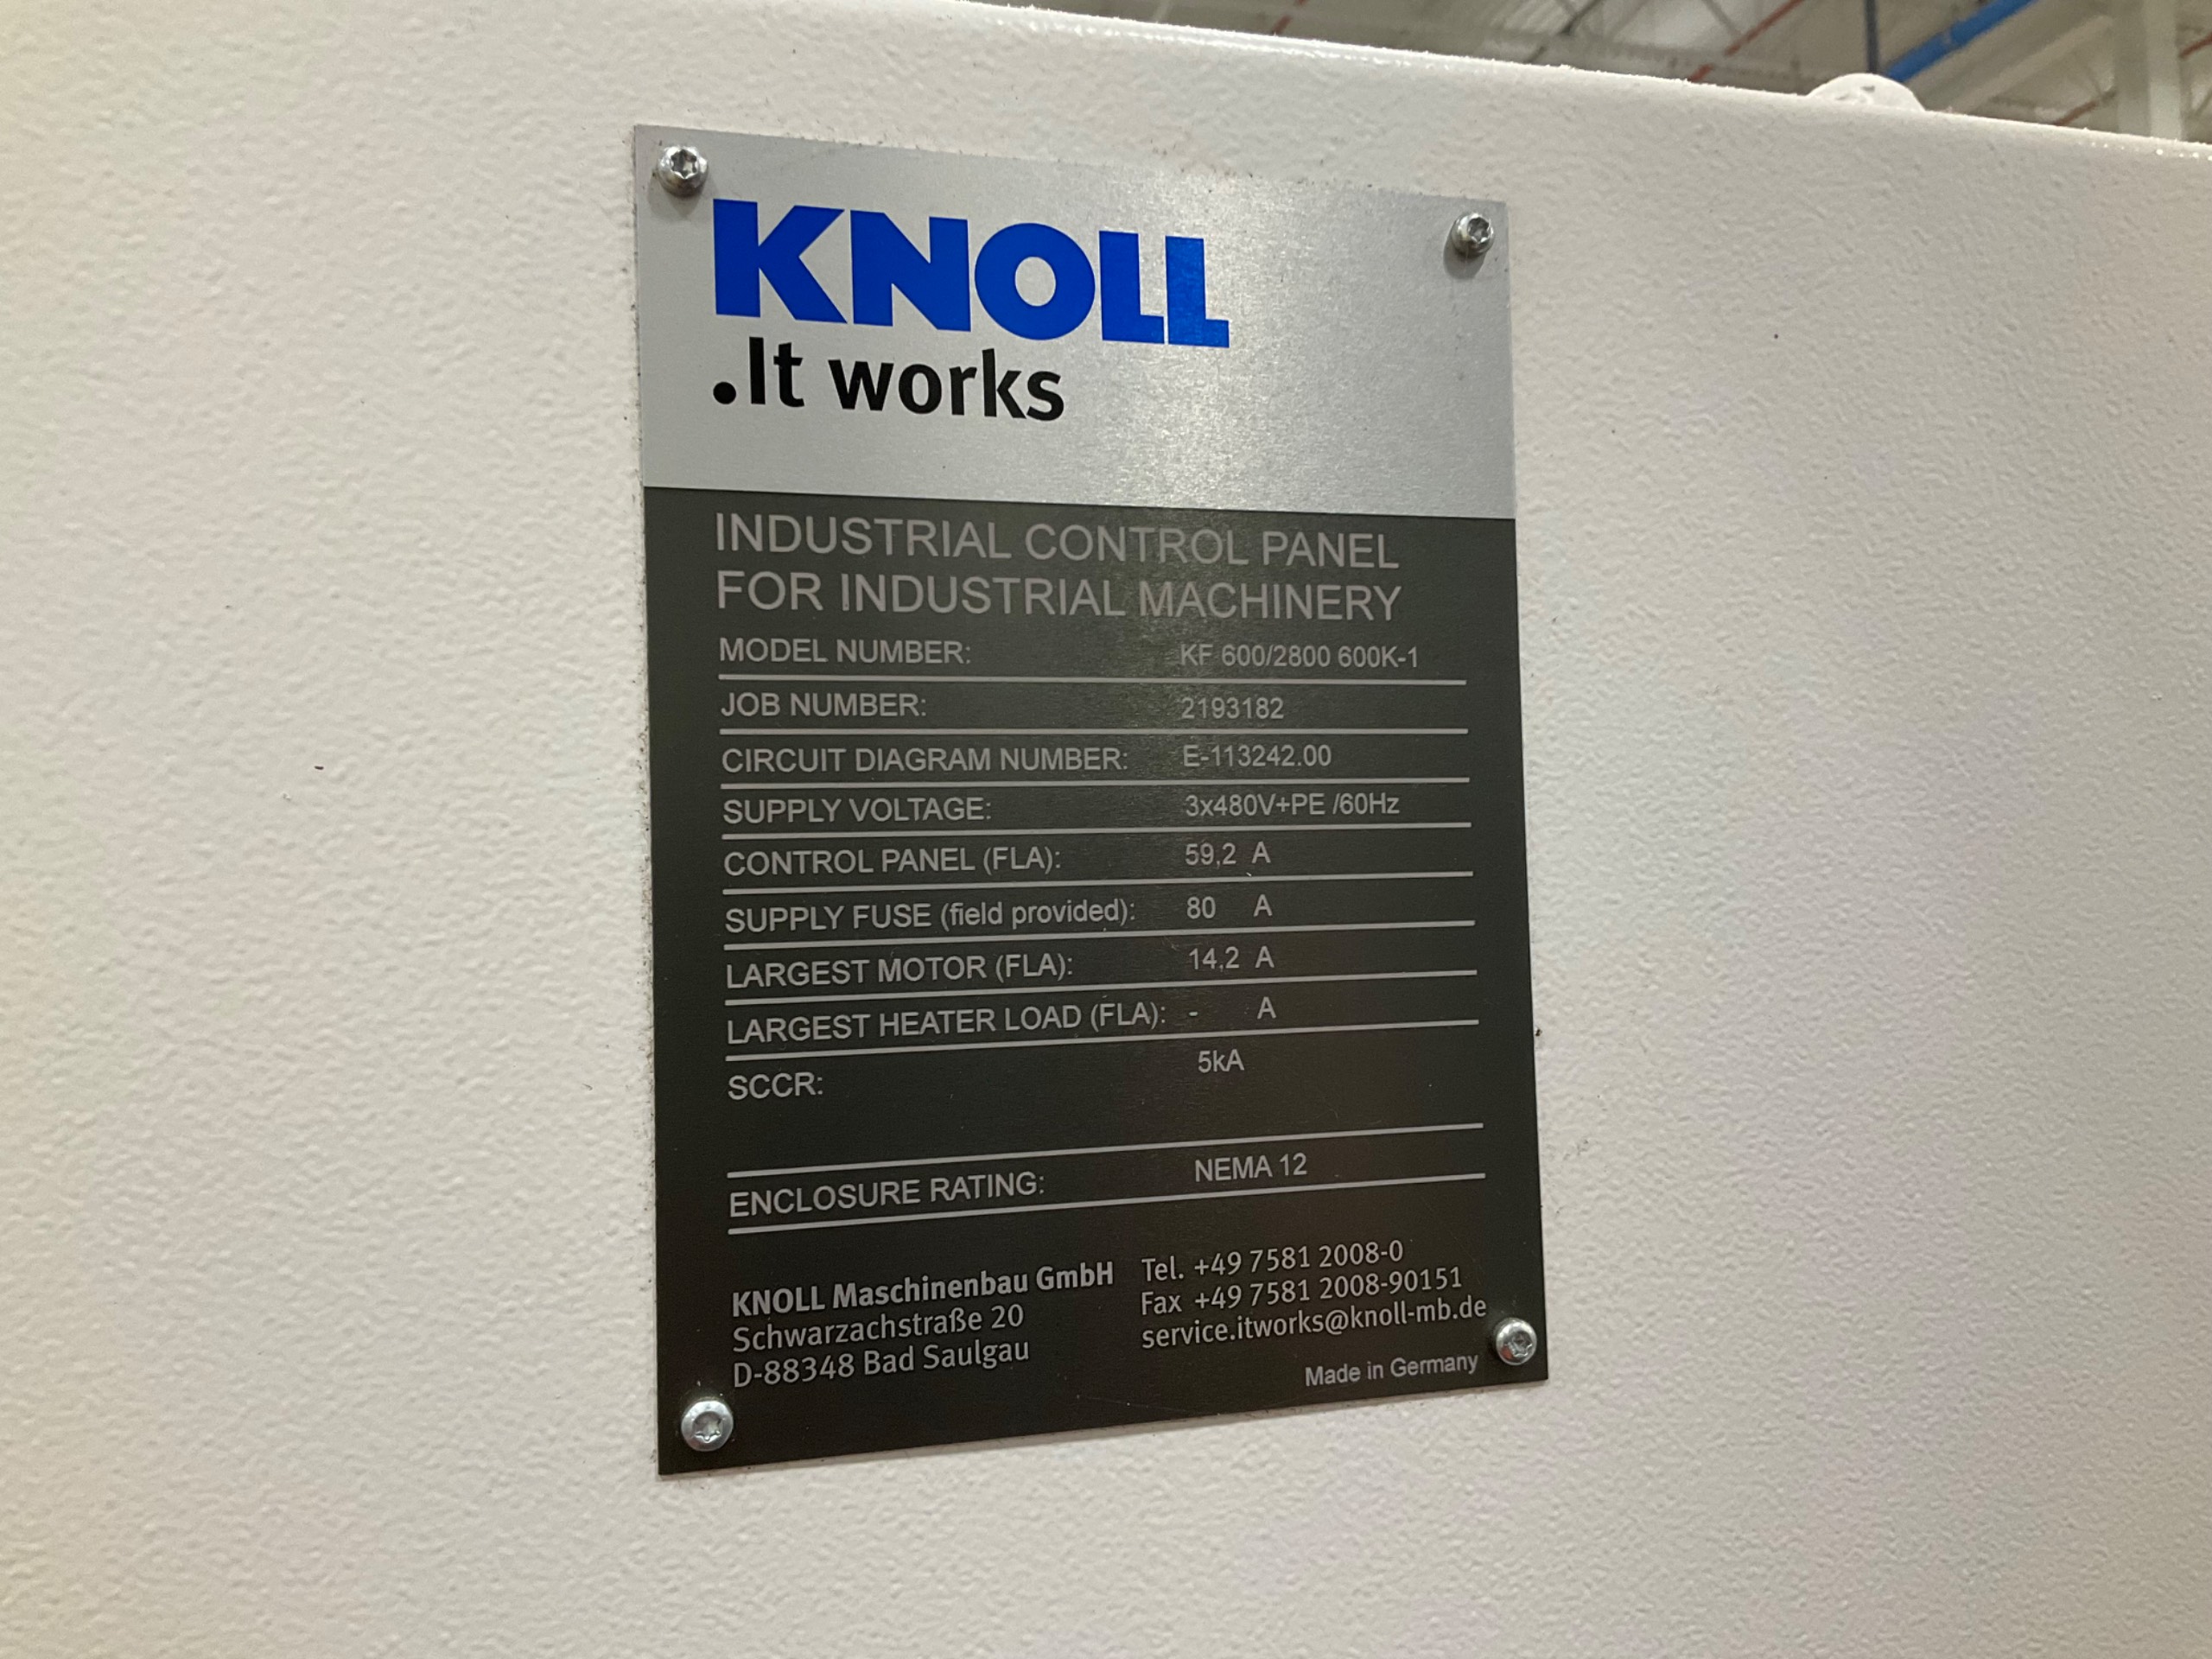 KNOLL
.It works
INDUSTRIAL CONTROL PANEL
FOR INDUSTRIAL MACHINERY
MODEL NUMBER: KF 600/2800 600K-1
JOB NUMBER: 2193182
CIRCUIT DIAGRAM NUMBER: E-113242.00
SUPPLY VOLTAGE: 3x480V+PE /60Hz
CONTROL PANEL (FLA): 59,2 A
SUPPLY FUSE (field provided): 80 A
LARGEST MOTOR (FLA): 14,2 A
LARGEST HEATER LOAD (FLA): - A
SCCR: 5kA
ENCLOSURE RATING: NEMA 12
KNOLL Maschinenbau GmbH
Schwarzachstraße 20
D-88348 Bad Saulgau
Tel. +49 7581 2008-0
Fax +49 7581 2008-90151
service.itworks@knoll-mb.de
Made in Germany